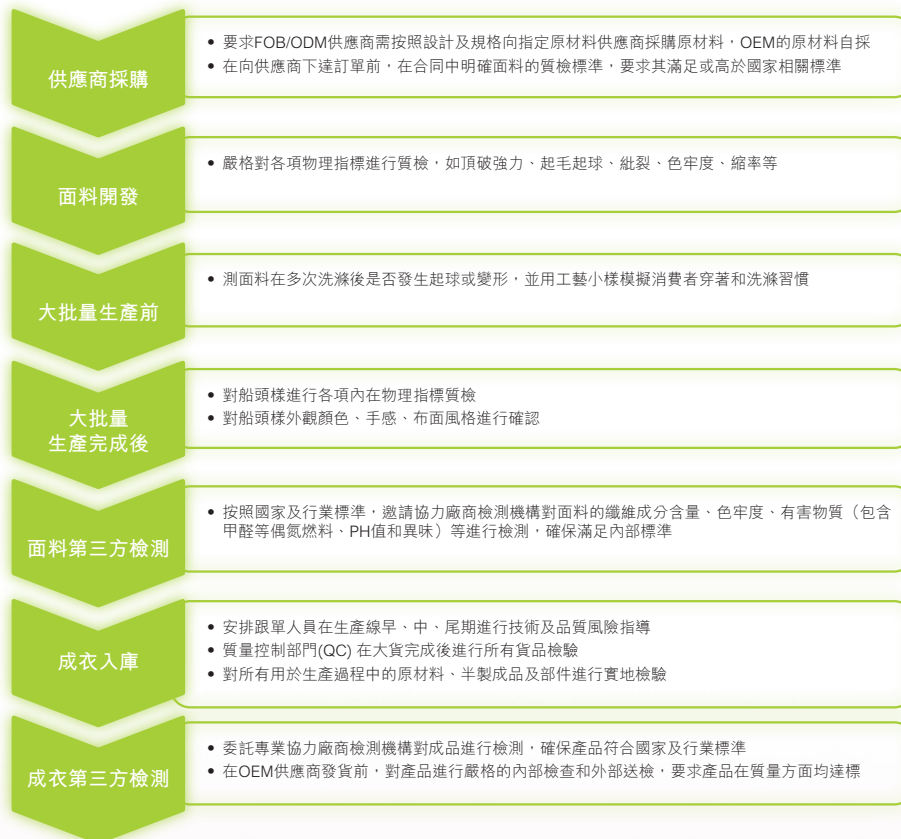 供應商採購
• 要求FOB/ODM供應商需按照設計及規格向指定原材料供應商採購原材料，OEM的原材料自採
• 在向供應商下達訂單前，在合同中明確面料的質檢標準，要求其滿足或高於國家相關標準
面料開發
• 嚴格對各項物理指標進行質檢，如頂破強力、起毛起球、紕裂、色牢度、縮率等
大批量生產前
• 測面料在多次洗滌後是否發生起球或變形，並用工藝小樣模擬消費者穿著和洗滌習慣
大批量
生產完成後
• 對船頭樣進行各項內在物理指標質檢
• 對船頭樣外觀顏色、手感、布面風格進行確認
面料第三方檢測
• 按照國家及行業標準，邀請協力廠商檢測機構對面料的纖維成分含量、色牢度、有害物質（包含
甲醛等偶氮燃料、PH值和異味）等進行檢測，確保滿足內部標準
成衣入庫
• 安排跟單人員在生產線早、中、尾期進行技術及品質風險指導
• 質量控制部門(QC) 在大貨完成後進行所有貨品檢驗
• 對所有用於生產過程中的原材料、半製成品及部件進行實地檢驗
成衣第三方檢測
• 委託專業協力廠商檢測機構對成品進行檢測，確保產品符合國家及行業標準
• 在OEM供應商發貨前，對產品進行嚴格的內部檢查和外部送檢，要求產品在質量方面均達標